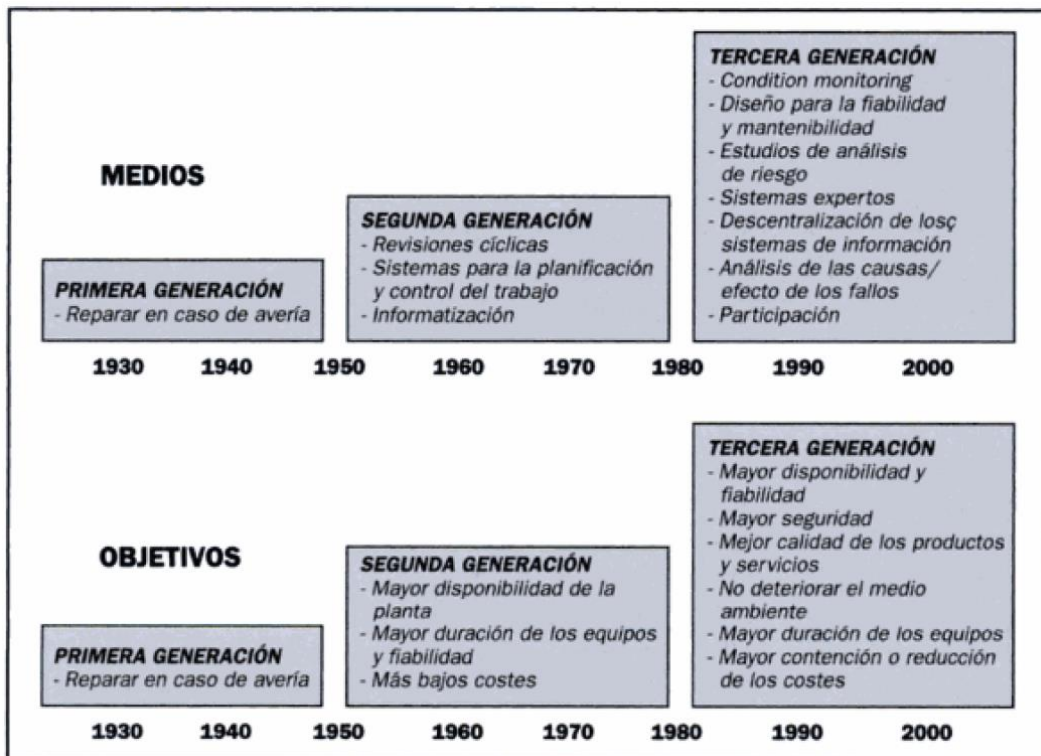 MEDIOS
PRIMERA GENERACIÓN
- Reparar en caso de avería
SEGUNDA GENERACIÓN
- Revisiones cíclicas
- Sistemas para la planificación
y control del trabajo
- Informatización
TERCERA GENERACIÓN
- Condition monitoring
- Diseño para la fiabilidad
y mantenibilidad
- Estudios de análisis
de riesgo
- Sistemas expertos
- Descentralización de losç
sistemas de información
- Análisis de las causas/
efecto de los fallos
- Participación
1930 1940 1950 1960 1970 1980 1990 2000
OBJETIVOS
PRIMERA GENERACIÓN
- Reparar en caso de avería
SEGUNDA GENERACIÓN
- Mayor disponibilidad de la
planta
- Mayor duración de los equipos
y fiabilidad
- Más bajos costes
TERCERA GENERACIÓN
- Mayor disponibilidad y
fiabilidad
- Mayor seguridad
- Mejor calidad de los productos
y servicios
- No deteriorar el medio
ambiente
- Mayor duración de los equipos
- Mayor contención o reducción
de los costes
1930 1940 1950 1960 1970 1980 1990 2000